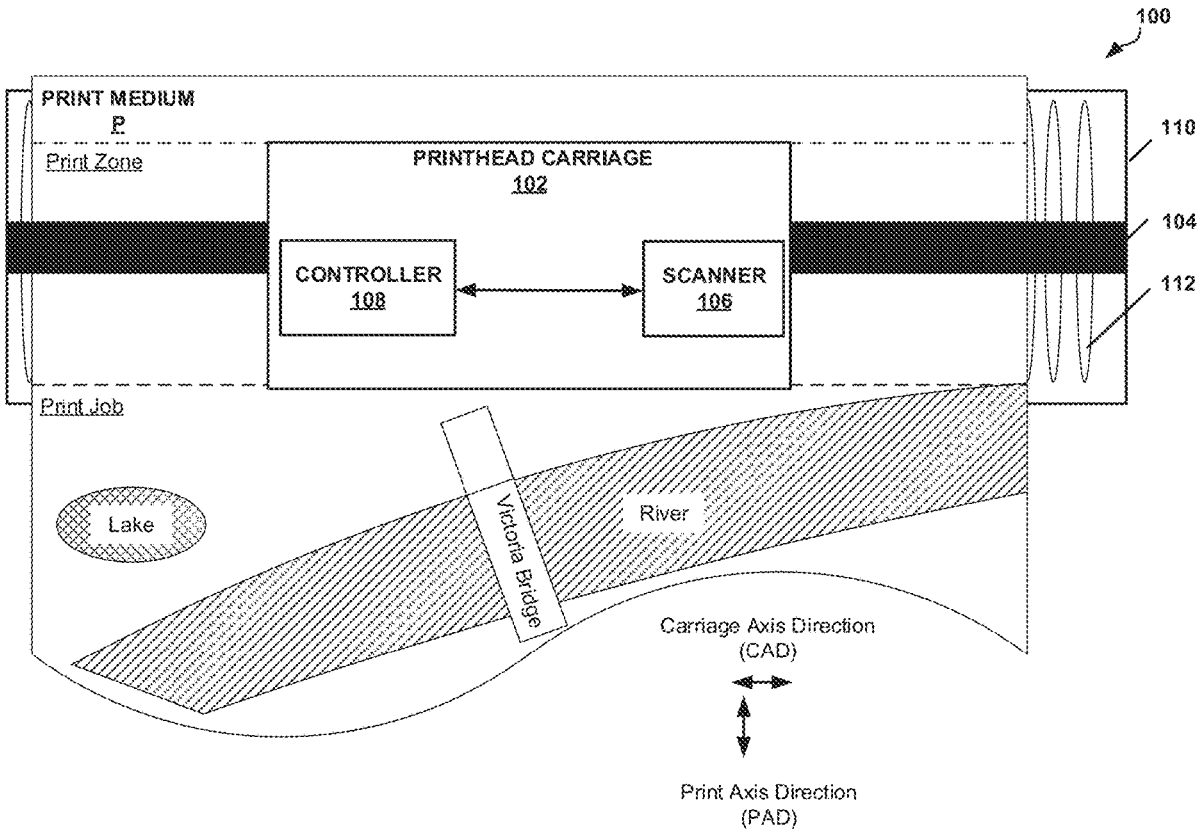 100
PRINT MEDIUM
P
110
Print Zone
PRINTHEAD CARRIAGE
102
104
CONTROLLER
108
SCANNER
106
112
Print Job
Lake
Victoria Bridge
River
Carriage Axis Direction
(CAD)
Print Axis Direction
(PAD)